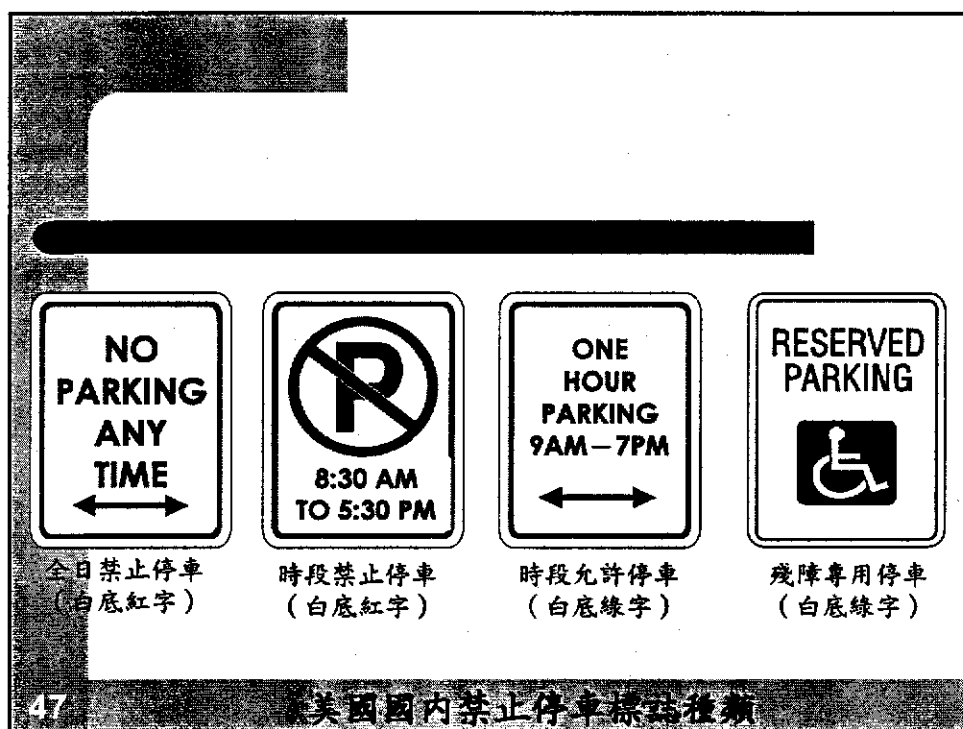 NO
PARKING
ANY
TIME
P
8:30 AM
TO 5:30 PM
ONE
HOUR
PARKING
9AM－7PM
RESERVED
PARKING
全日禁止停車
（白底紅字）
時段禁止停車
（白底紅字）
時段允許停車
（白底綠字）
殘障專用停車
（白底綠字）
47
美國國內禁止停車標誌種類